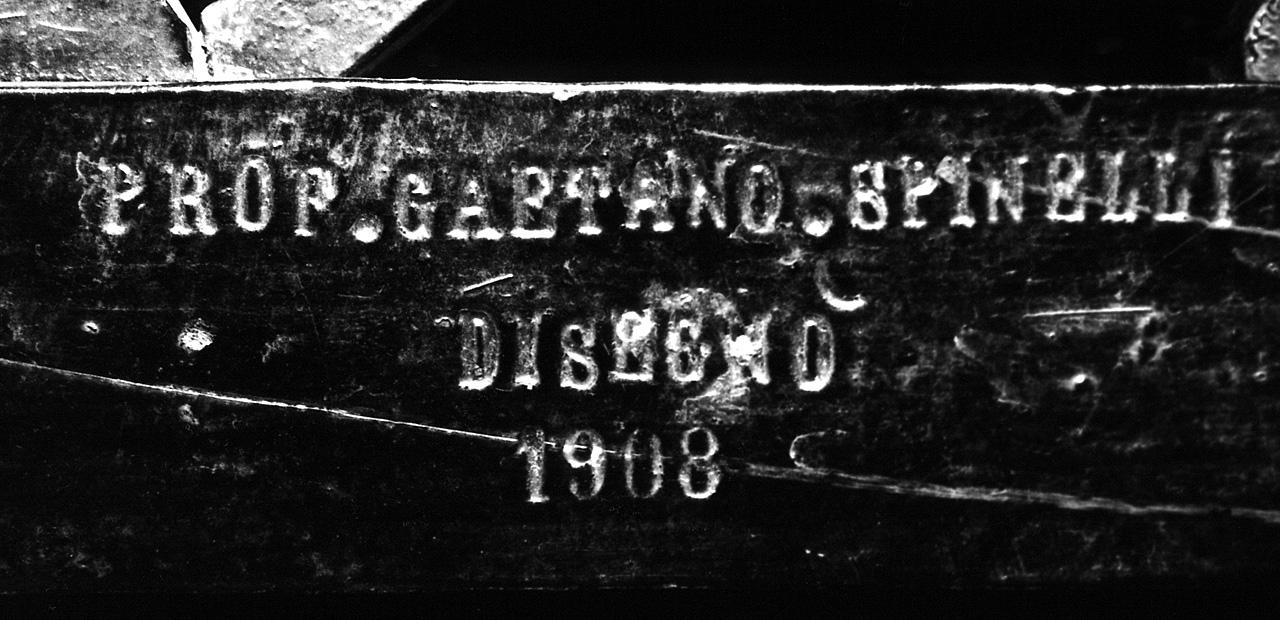 PROF. GAETANO. SPINELLI
DISEGNO
1908